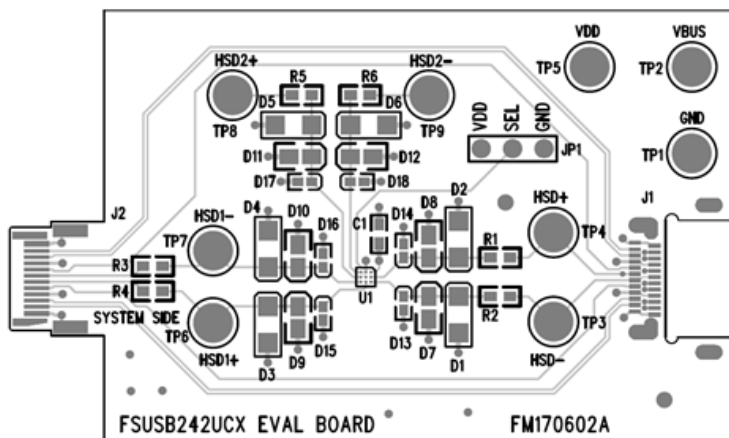 VDD VBUS
HSD2+ HSD2-
TP5 TP2
R5 R6
D5 D6
TP8 TP9
VDD SEL GND
GND
D11 D12 JP1
TP1
D17 D18
J2 HSD1- D4 D10 D16 C1 D14 D8 D2 HSD+ J1
TP7 TP4
R3 R1
R4 U1 R2
SYSTEM SIDE
TP6 TP3
HSD1+ D15 D13 HSD-
D3 D9 D7 D1
FSUSB242UCX EVAL BOARD FM170602A